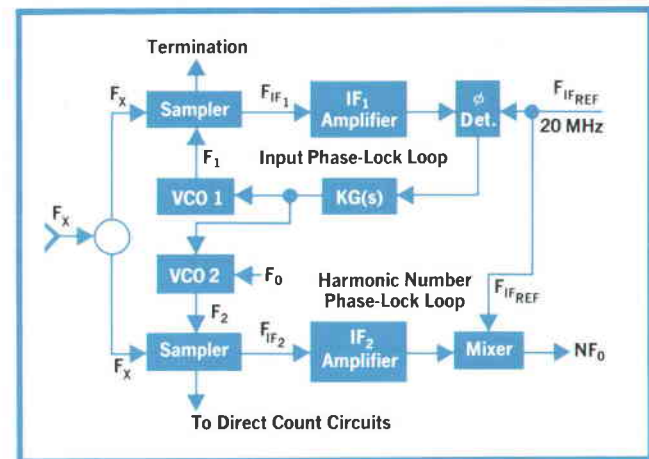 Termination
F_X
Sampler
F_IF1
IF1 Amplifier
ϕ Det.
F_IFREF
20 MHz
F_1
Input Phase-Lock Loop
VCO 1
KG(s)
F_X
VCO 2
F_0
Harmonic Number
Phase-Lock Loop
F_IFREF
F_2
F_X
Sampler
F_IF2
IF2 Amplifier
Mixer
NF_0
To Direct Count Circuits